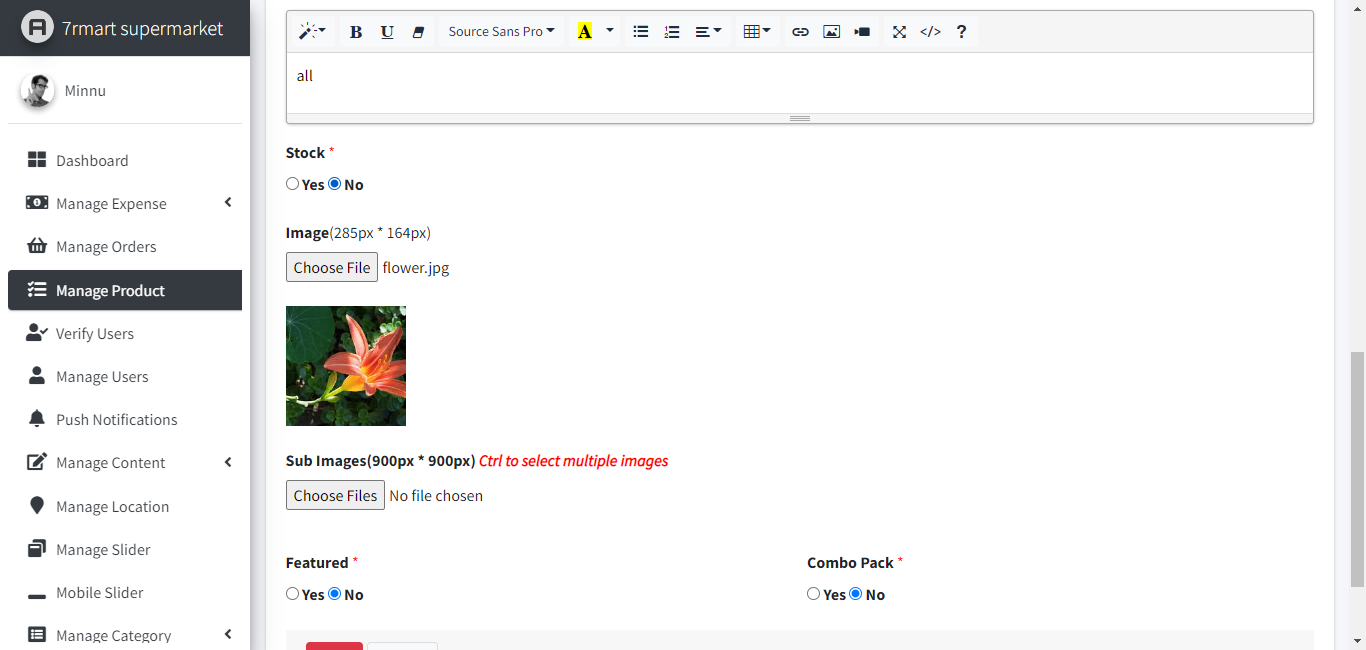 7rmart supermarket
Minnu
Dashboard
Manage Expense
Manage Orders
Manage Product
Verify Users
Manage Users
Push Notifications
Manage Content
Manage Location
Manage Slider
Mobile Slider
Manage Category
B U Source Sans Pro A </> ?
all
Stock *
Yes No
Image(285px * 164px)
Choose File flower.jpg
Sub Images(900px * 900px) Ctrl to select multiple images
Choose Files No file chosen
Featured * Combo Pack *
Yes No Yes No